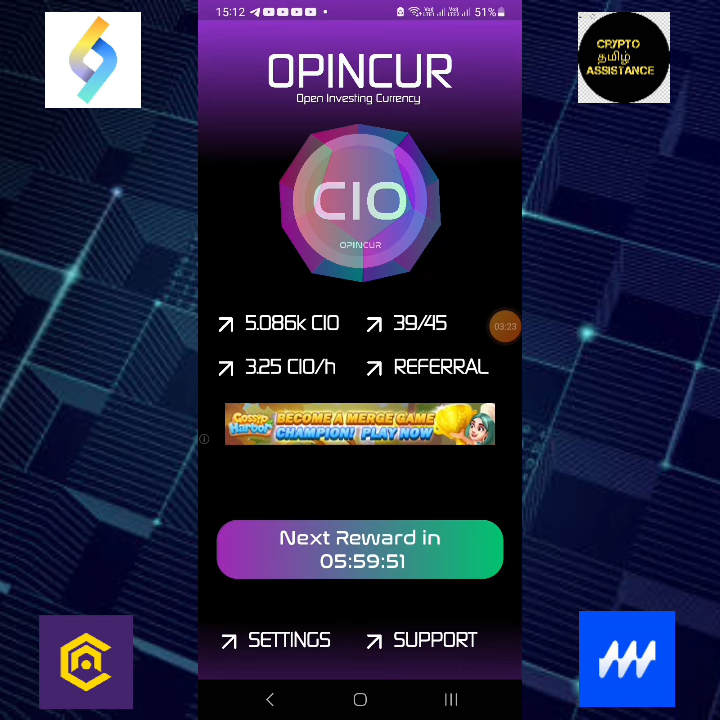 15:12
51%
CRYPTO
தமிழ்
ASSISTANCE
OPINCUR
Open Investing Currency
CIO
OPINCUR
5.086k CIO
39/45
03:23
3.25 CIO/h
REFERRAL
Gossip
Harbor
BECOME A MERGE GAME
CHAMPION! PLAY NOW
Next Reward in
05:59:51
SETTINGS
SUPPORT